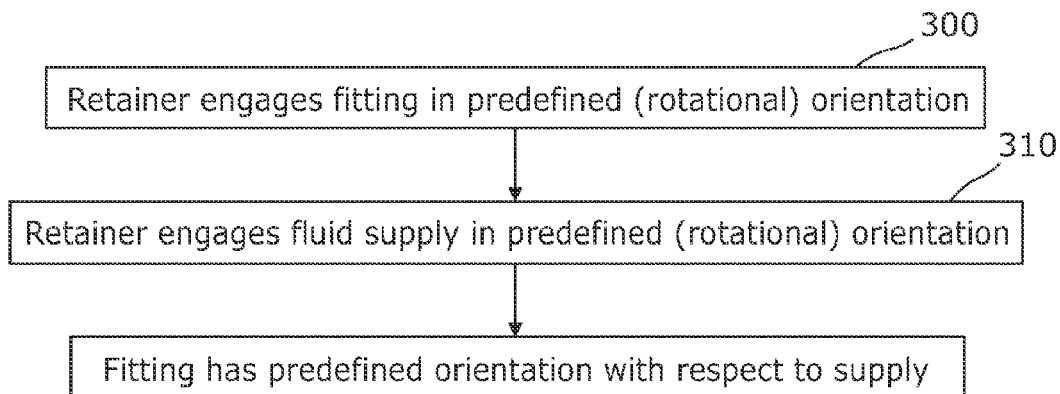 300
Retainer engages fitting in predefined (rotational) orientation
310
Retainer engages fluid supply in predefined (rotational) orientation
Fitting has predefined orientation with respect to supply